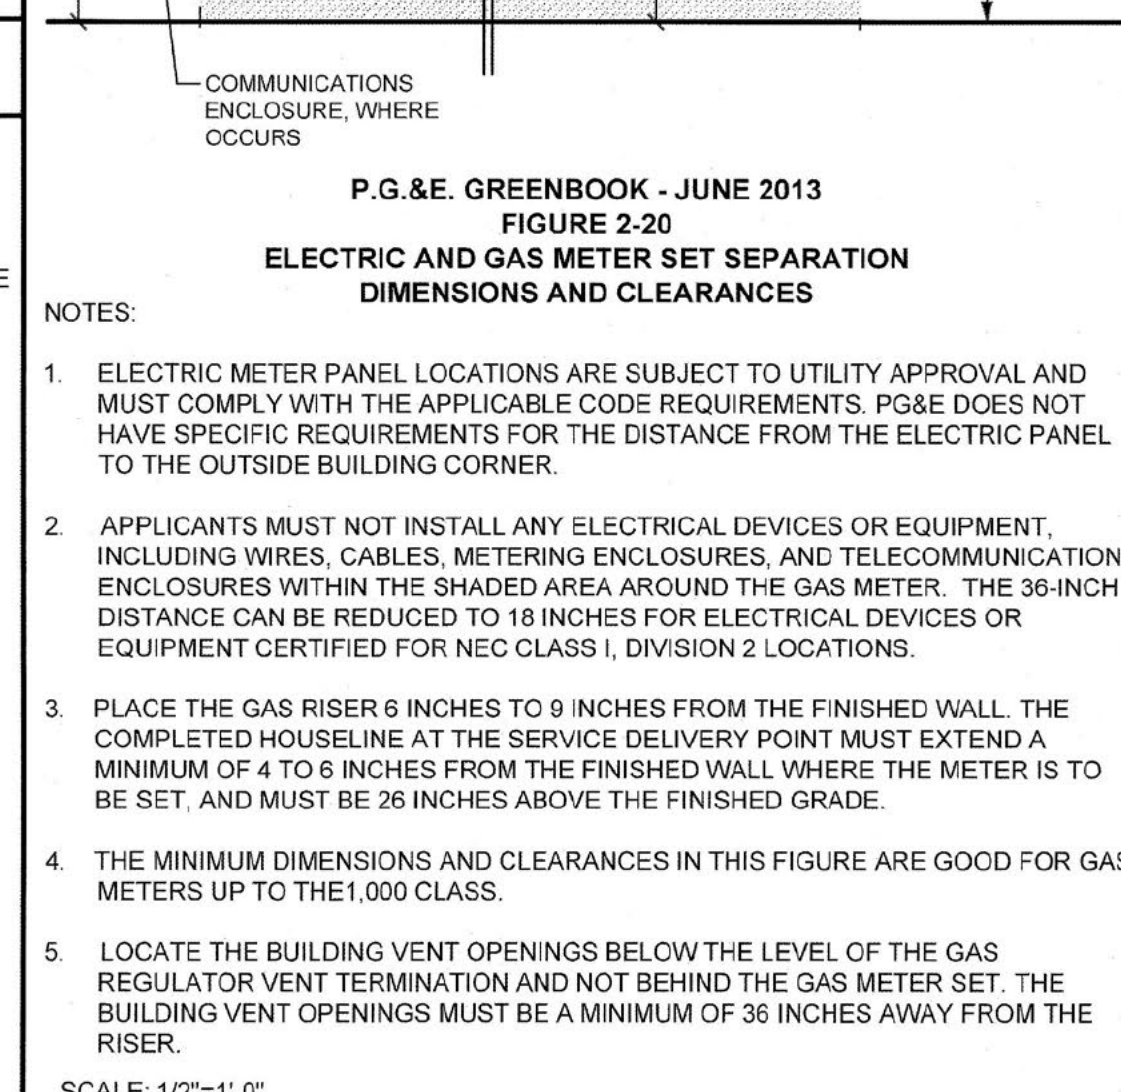 COMMUNICATIONS
ENCLOSURE, WHERE
OCCURS
P.G.&E. GREENBOOK - JUNE 2013
FIGURE 2-20
ELECTRIC AND GAS METER SET SEPARATION
DIMENSIONS AND CLEARANCES
E
NOTES:
1. ELECTRIC METER PANEL LOCATIONS ARE SUBJECT TO UTILITY APPROVAL AND
MUST COMPLY WITH THE APPLICABLE CODE REQUIREMENTS. PG&E DOES NOT
HAVE SPECIFIC REQUIREMENTS FOR THE DISTANCE FROM THE ELECTRIC PANEL
TO THE OUTSIDE BUILDING CORNER.
2. APPLICANTS MUST NOT INSTALL ANY ELECTRICAL DEVICES OR EQUIPMENT,
INCLUDING WIRES, CABLES, METERING ENCLOSURES, AND TELECOMMUNICATION
ENCLOSURES WITHIN THE SHADED AREA AROUND THE GAS METER. THE 36-INCH
DISTANCE CAN BE REDUCED TO 18 INCHES FOR ELECTRICAL DEVICES OR
EQUIPMENT CERTIFIED FOR NEC CLASS I, DIVISION 2 LOCATIONS.
3. PLACE THE GAS RISER 6 INCHES TO 9 INCHES FROM THE FINISHED WALL. THE
COMPLETED HOUSELINE AT THE SERVICE DELIVERY POINT MUST EXTEND A
MINIMUM OF 4 TO 6 INCHES FROM THE FINISHED WALL WHERE THE METER IS TO
BE SET, AND MUST BE 26 INCHES ABOVE THE FINISHED GRADE.
4. THE MINIMUM DIMENSIONS AND CLEARANCES IN THIS FIGURE ARE GOOD FOR GAS
METERS UP TO THE1,000 CLASS.
5. LOCATE THE BUILDING VENT OPENINGS BELOW THE LEVEL OF THE GAS
REGULATOR VENT TERMINATION AND NOT BEHIND THE GAS METER SET. THE
BUILDING VENT OPENINGS MUST BE A MINIMUM OF 36 INCHES AWAY FROM THE
RISER.
SCALE: 1/2"=1'-0"